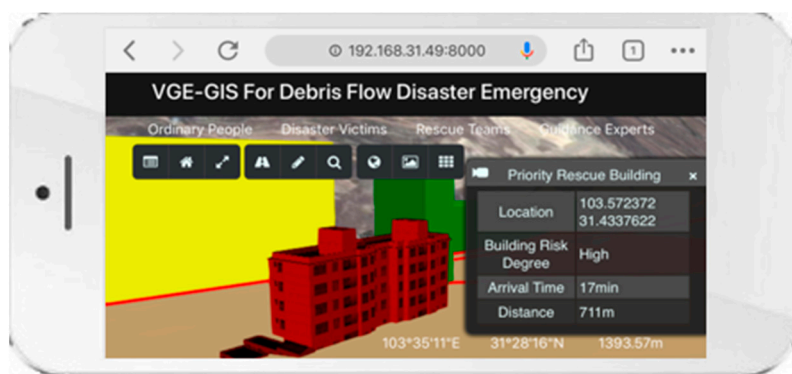 192.168.31.49:8000
1
VGE-GIS For Debris Flow Disaster Emergency
Ordinary People Disaster Victims Rescue Teams Guidance Experts
Priority Rescue Building ×
Location 103.572372
31.4337622
Building Risk
Degree High
Arrival Time 17min
Distance 711m
103°35'11"E 31°28'16"N 1393.57m